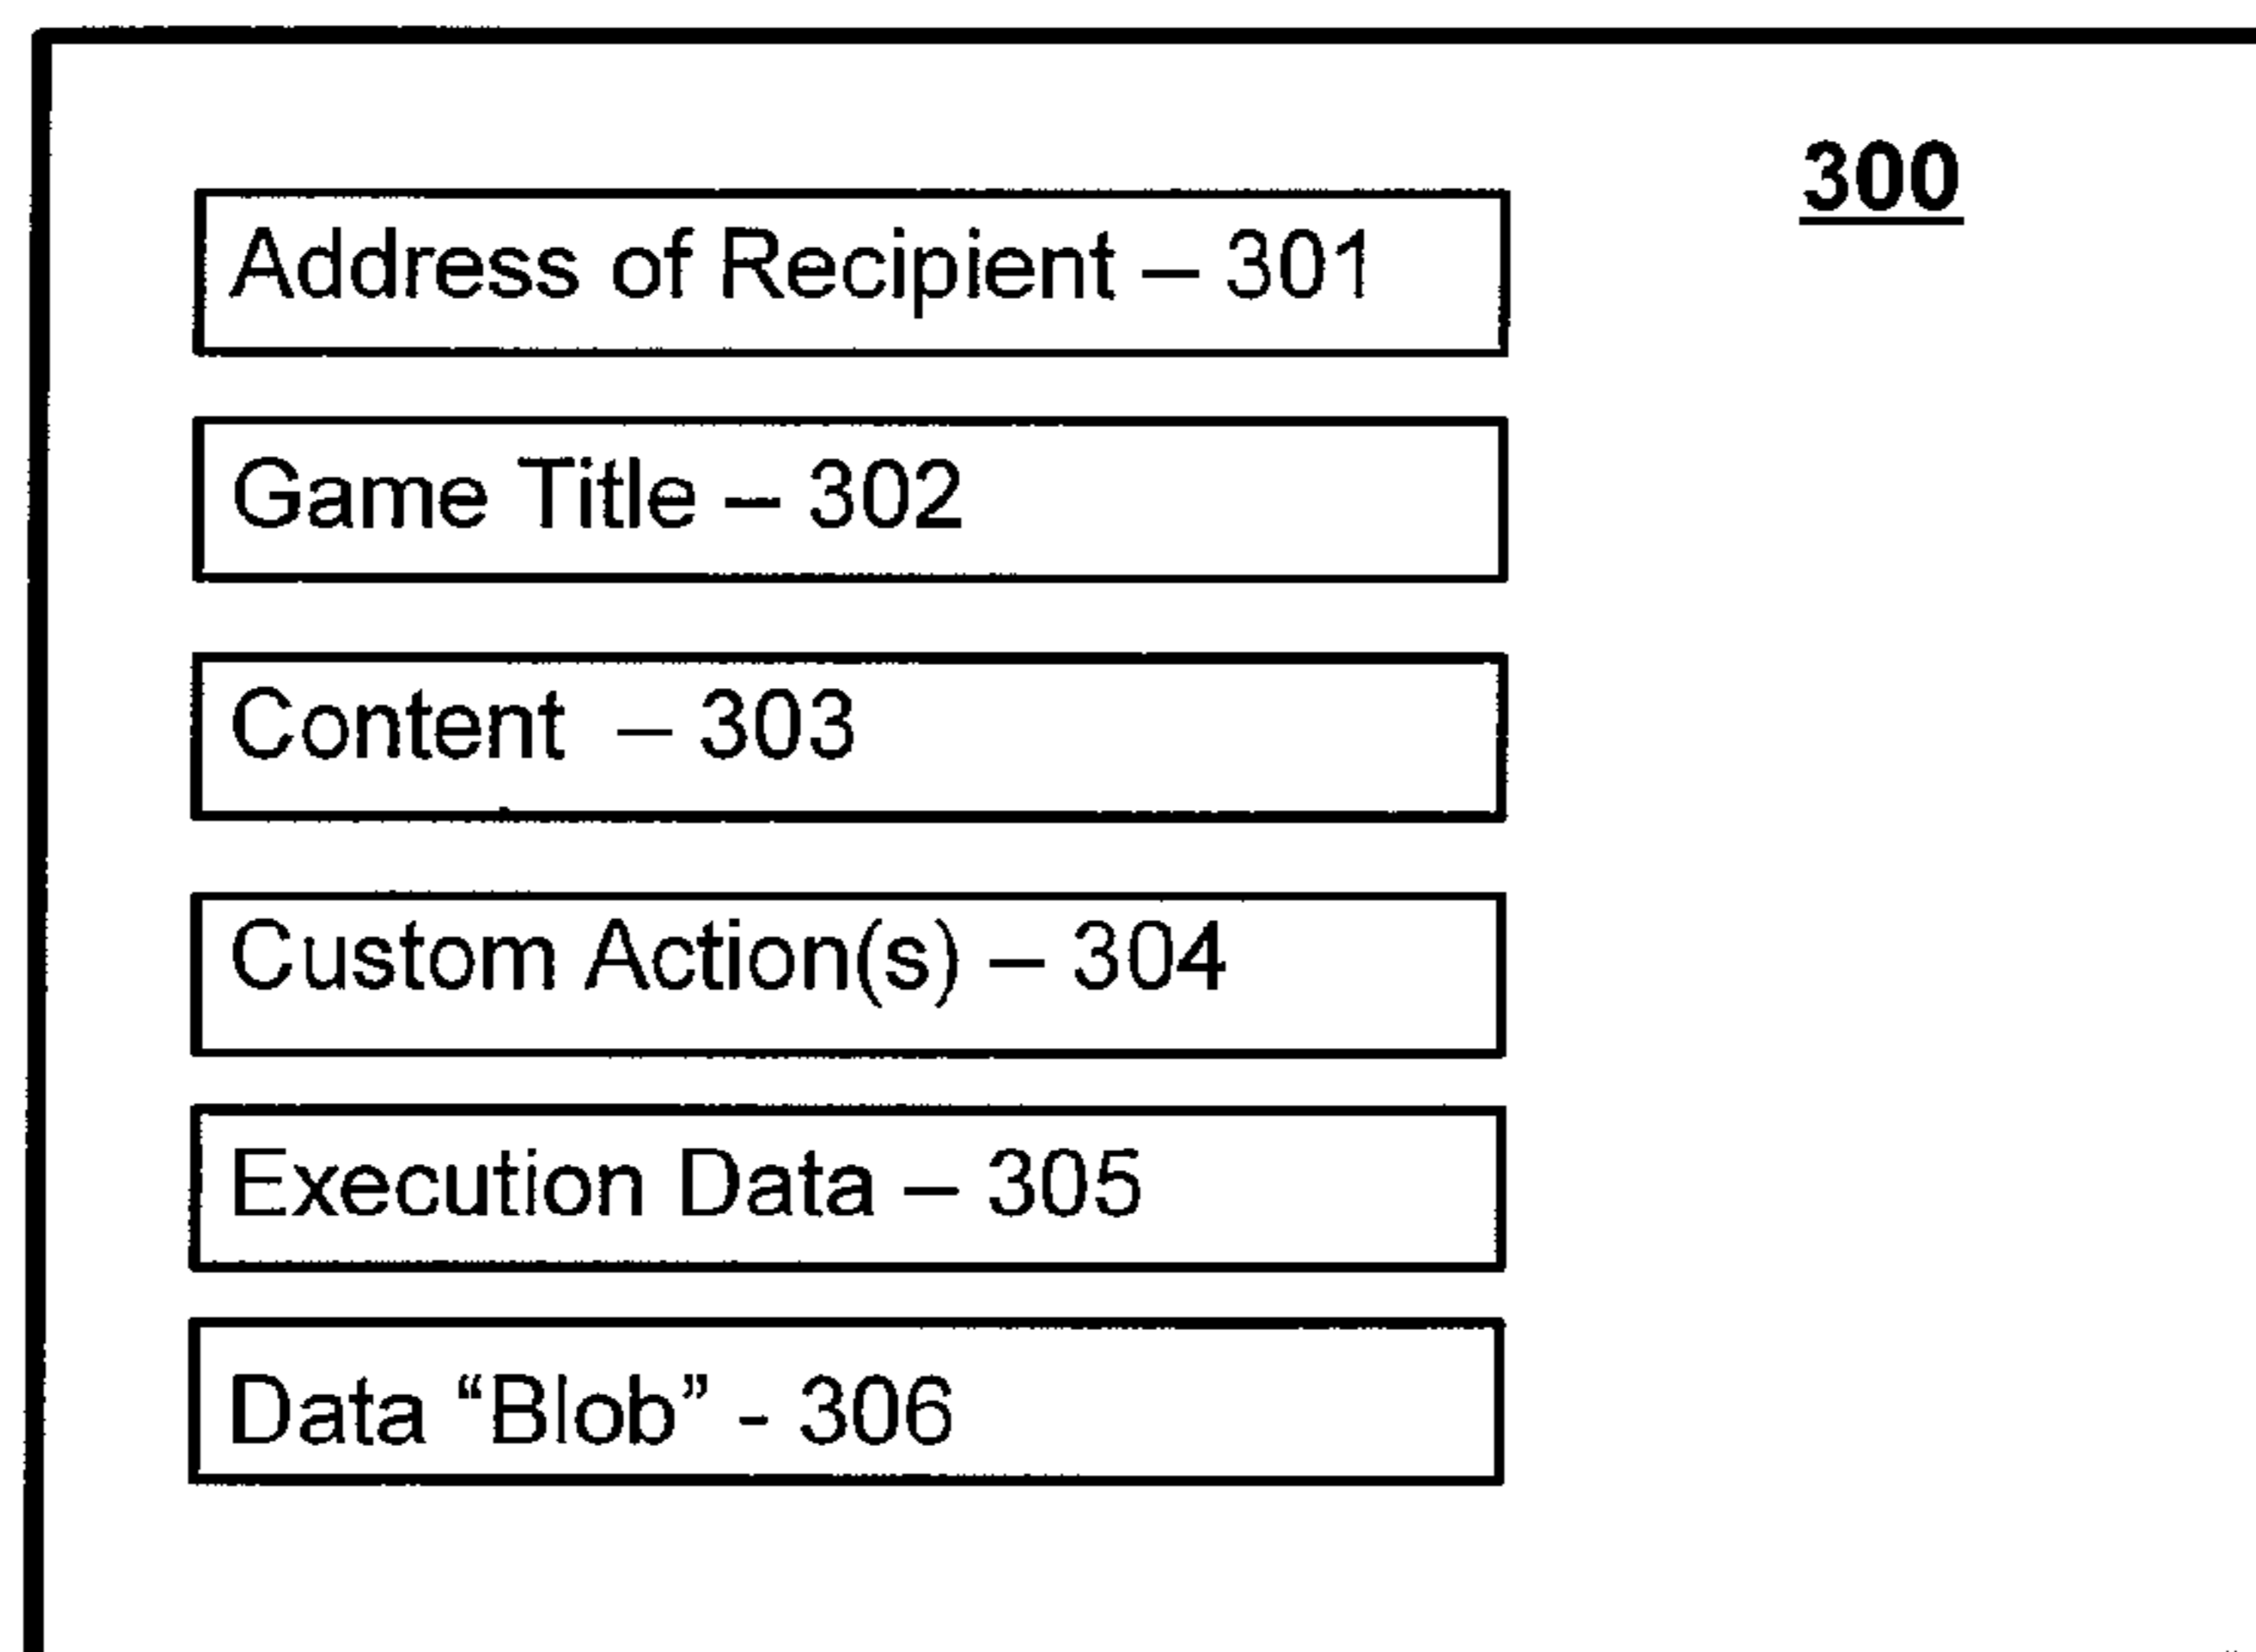 300
Address of Recipient – 301
Game Title – 302
Content – 303
Custom Action(s) – 304
Execution Data – 305
Data “Blob” - 306